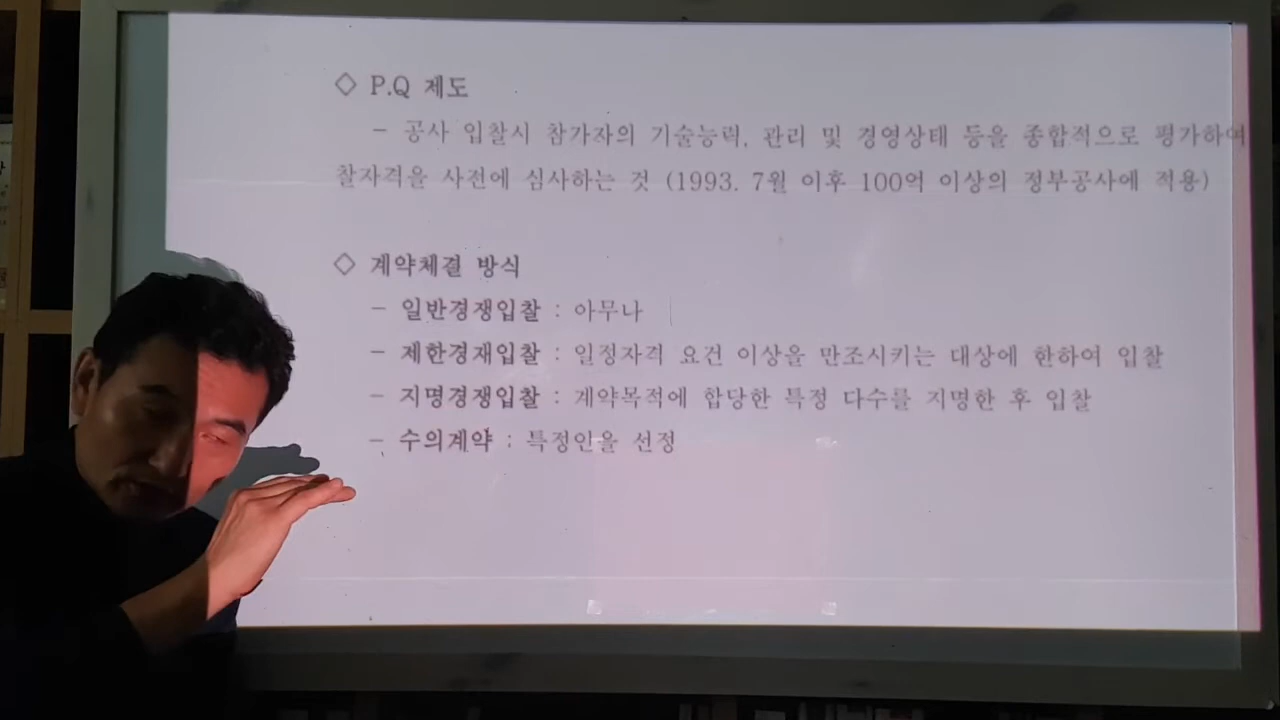 ◇ P.Q 제도
- 공사 입찰시 참가자의 기술능력, 관리 및 경영상태 등을 종합적으로 평가하여
찰자격을 사전에 심사하는 것 (1993. 7월 이후 100억 이상의 정부공사에 적용)
◇ 계약체결 방식
- 일반경쟁입찰 : 아무나
- 제한경재입찰 : 일정자격 요건 이상을 만조시키는 대상에 한하여 입찰
- 지명경쟁입찰 : 계약목적에 합당한 특정 다수를 지명한 후 입찰
- 수의계약 : 특정인을 선정